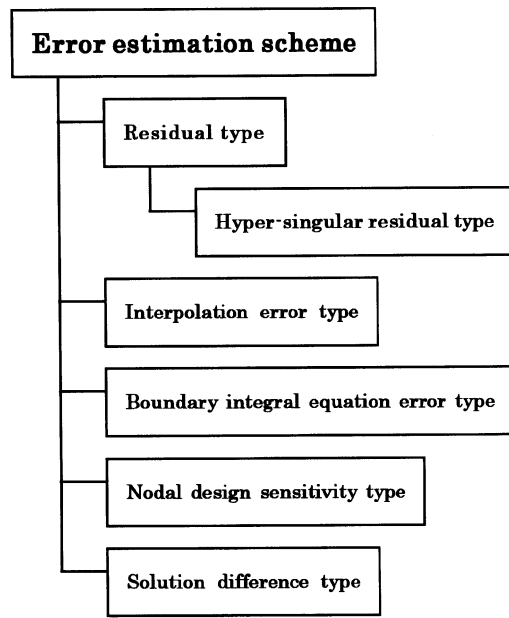 Error estimation scheme
Residual type
Hyper-singular residual type
Interpolation error type
Boundary integral equation error type
Nodal design sensitivity type
Solution difference type